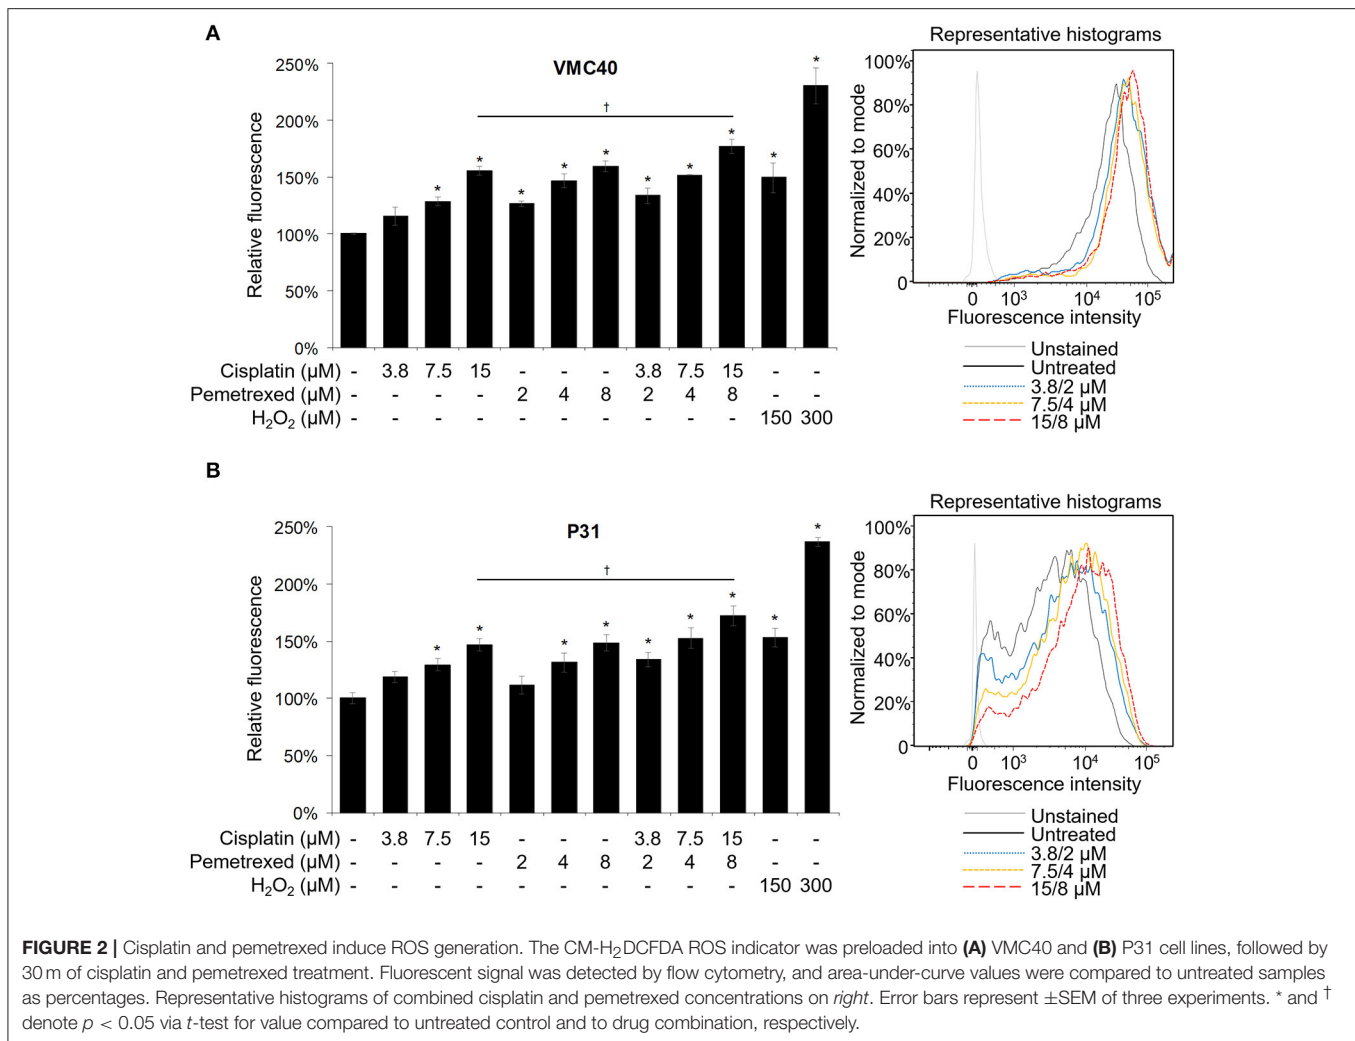 A
VMC40
Relative fluorescence
250%
200%
150%
100%
50%
0%
*
*
*
*
*
*
*
*
*
*
*
†
Cisplatin (µM) - 3.8 7.5 15 - - - 3.8 7.5 15 - -
Pemetrexed (µM) - - - - 2 4 8 2 4 8 - -
H₂O₂ (µM) - - - - - - - - - - 150 300
Representative histograms
Normalized to mode
100%
80%
60%
40%
20%
0
0 10³ 10⁴ 10⁵
Fluorescence intensity
Unstained
Untreated
3.8/2 µM
7.5/4 µM
15/8 µM
B
P31
Relative fluorescence
250%
200%
150%
100%
50%
0%
*
*
*
*
*
*
*
*
*
†
Cisplatin (µM) - 3.8 7.5 15 - - - 3.8 7.5 15 - -
Pemetrexed (µM) - - - - 2 4 8 2 4 8 - -
H₂O₂ (µM) - - - - - - - - - - 150 300
Representative histograms
Normalized to mode
100%
80%
60%
40%
20%
0
0 10³ 10⁴ 10⁵
Fluorescence intensity
Unstained
Untreated
3.8/2 µM
7.5/4 µM
15/8 µM
FIGURE 2 | Cisplatin and pemetrexed induce ROS generation. The CM-H₂DCFDA ROS indicator was preloaded into (A) VMC40 and (B) P31 cell lines, followed by
30 m of cisplatin and pemetrexed treatment. Fluorescent signal was detected by flow cytometry, and area-under-curve values were compared to untreated samples
as percentages. Representative histograms of combined cisplatin and pemetrexed concentrations on right. Error bars represent ±SEM of three experiments. * and †
denote p < 0.05 via t-test for value compared to untreated control and to drug combination, respectively.